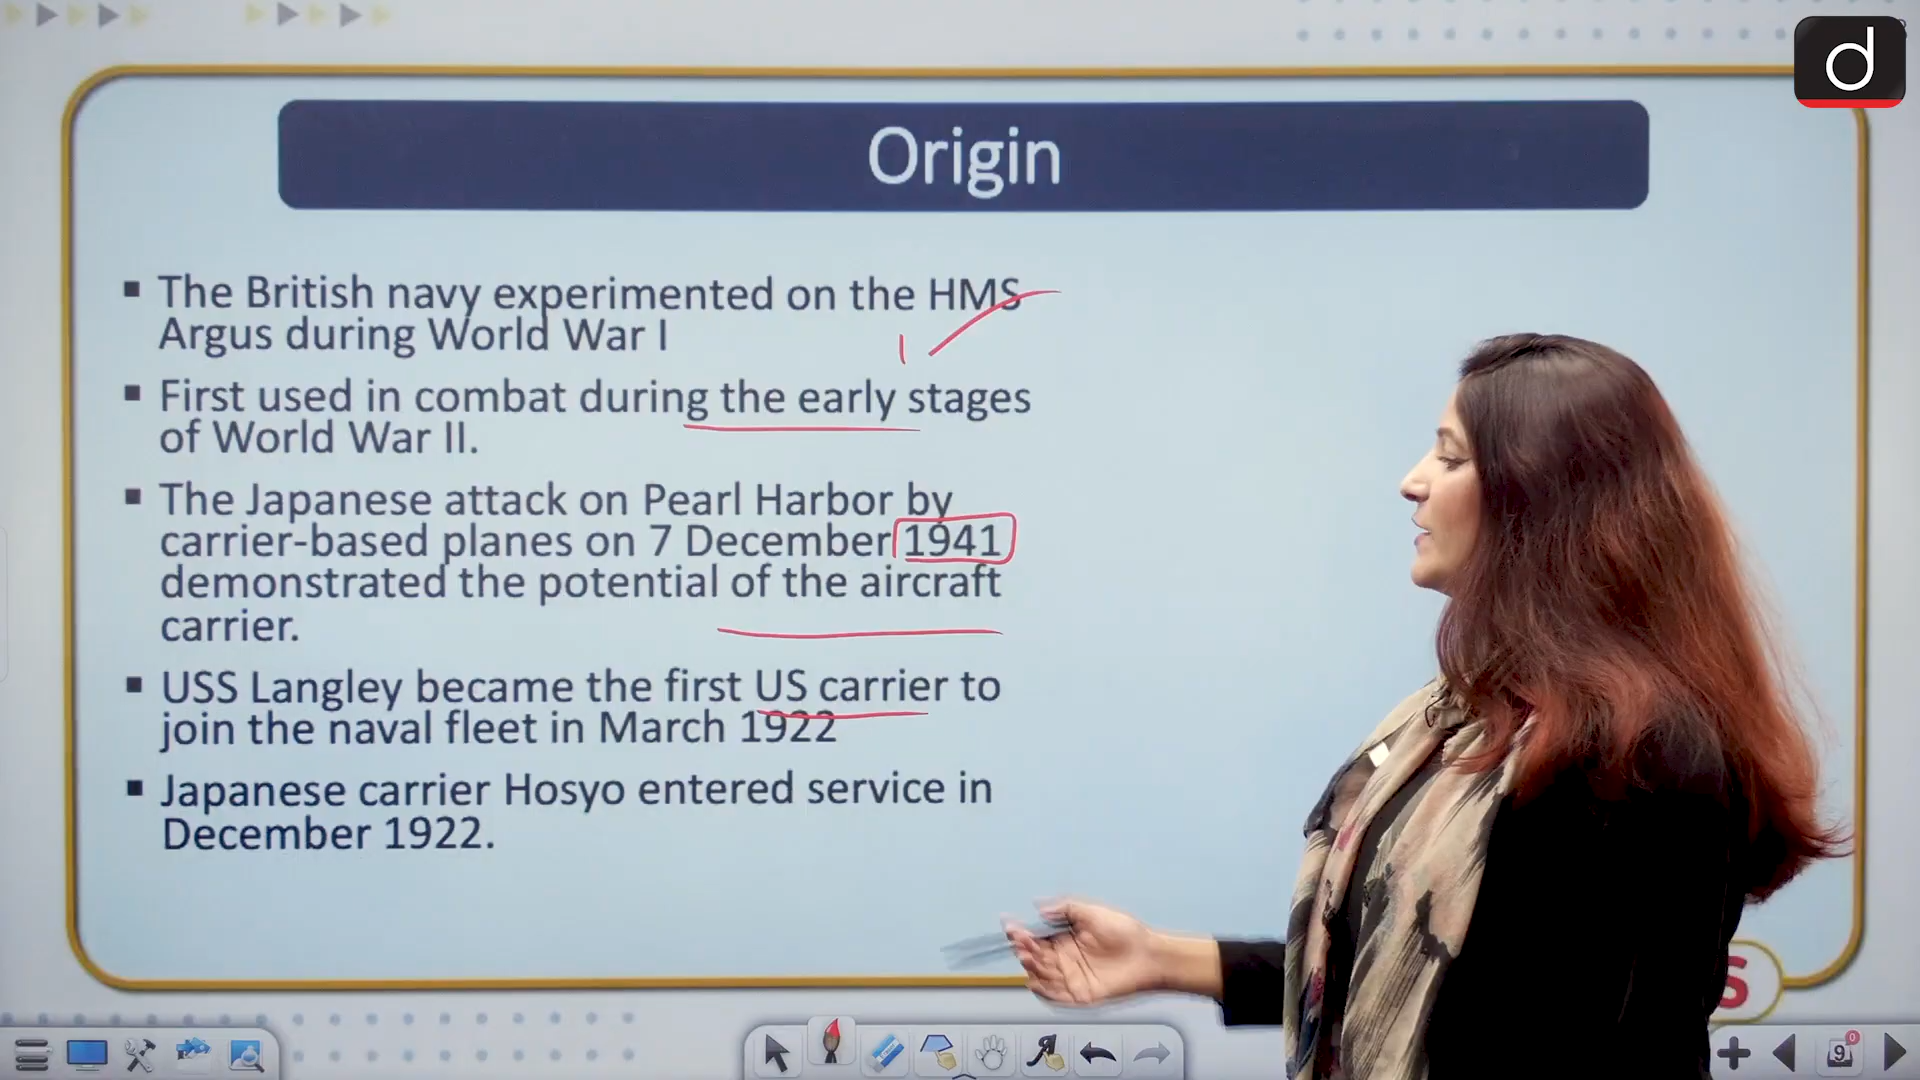 d
Origin
▪ The British navy experimented on the HMS
Argus during World War I
▪ First used in combat during the early stages
of World War II.
▪ The Japanese attack on Pearl Harbor by
carrier-based planes on 7 December 1941
demonstrated the potential of the aircraft
carrier.
▪ USS Langley became the first US carrier to
join the naval fleet in March 1922
▪ Japanese carrier Hosyo entered service in
December 1922.
S
9
0